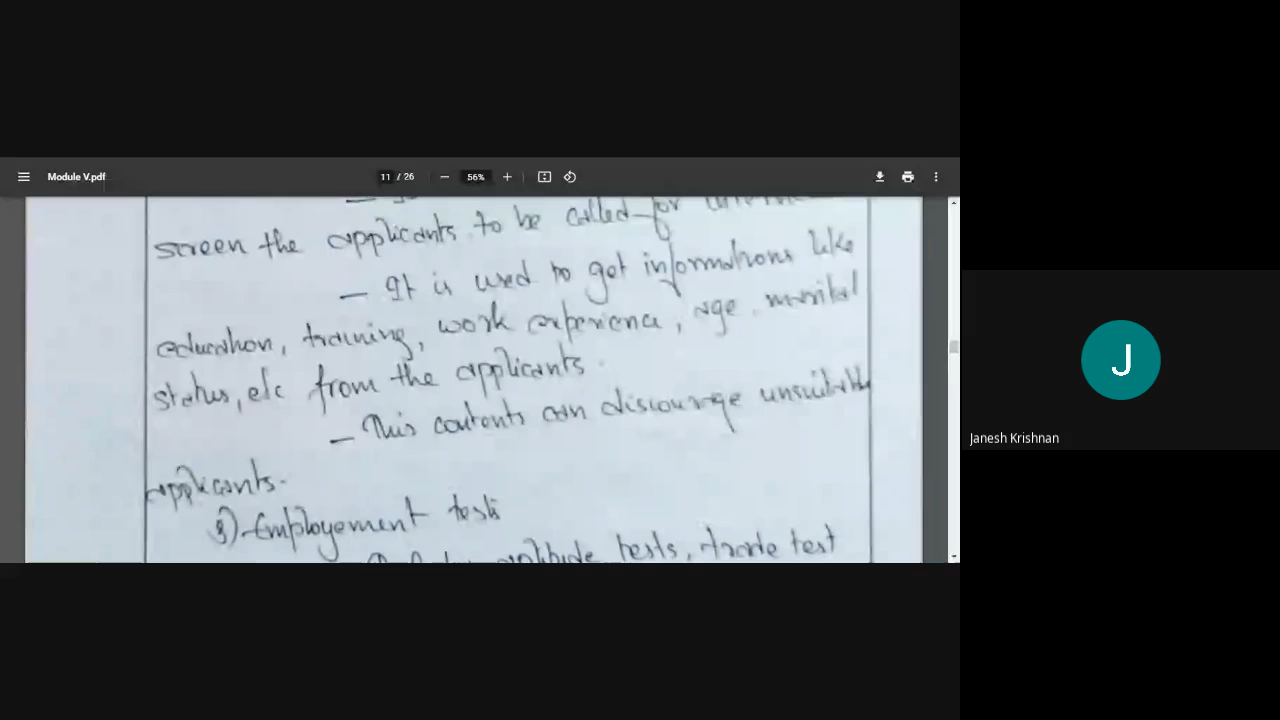 Module V.pdf
11 / 26
56%
screen the applicants to be called for
— It is used to get informations like
education, training, work experience, age, marital
status, etc from the applicants.
— This contents can discourage unsuitable
applicants.
3) Employement tests
tests, trade test
J
Janesh Krishnan